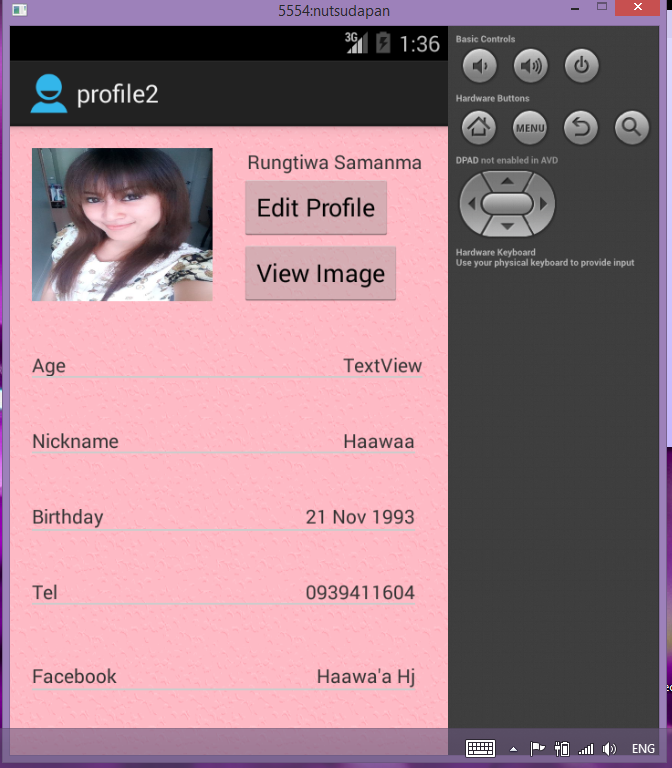 5554:nutsudapan
3G 1:36
profile2
Rungtiwa Samanma
Edit Profile
View Image
Age TextView
Nickname Haawaa
Birthday 21 Nov 1993
Tel 0939411604
Facebook Haawa'a Hj
Basic Controls
Hardware Buttons
MENU
DPAD not enabled in AVD
Hardware Keyboard
Use your physical keyboard to provide input
ENG